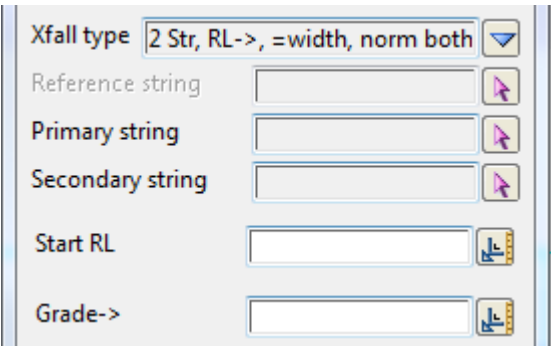 Xfall type 2 Str, RL->, =width, norm both
Reference string
Primary string
Secondary string
Start RL
Grade->